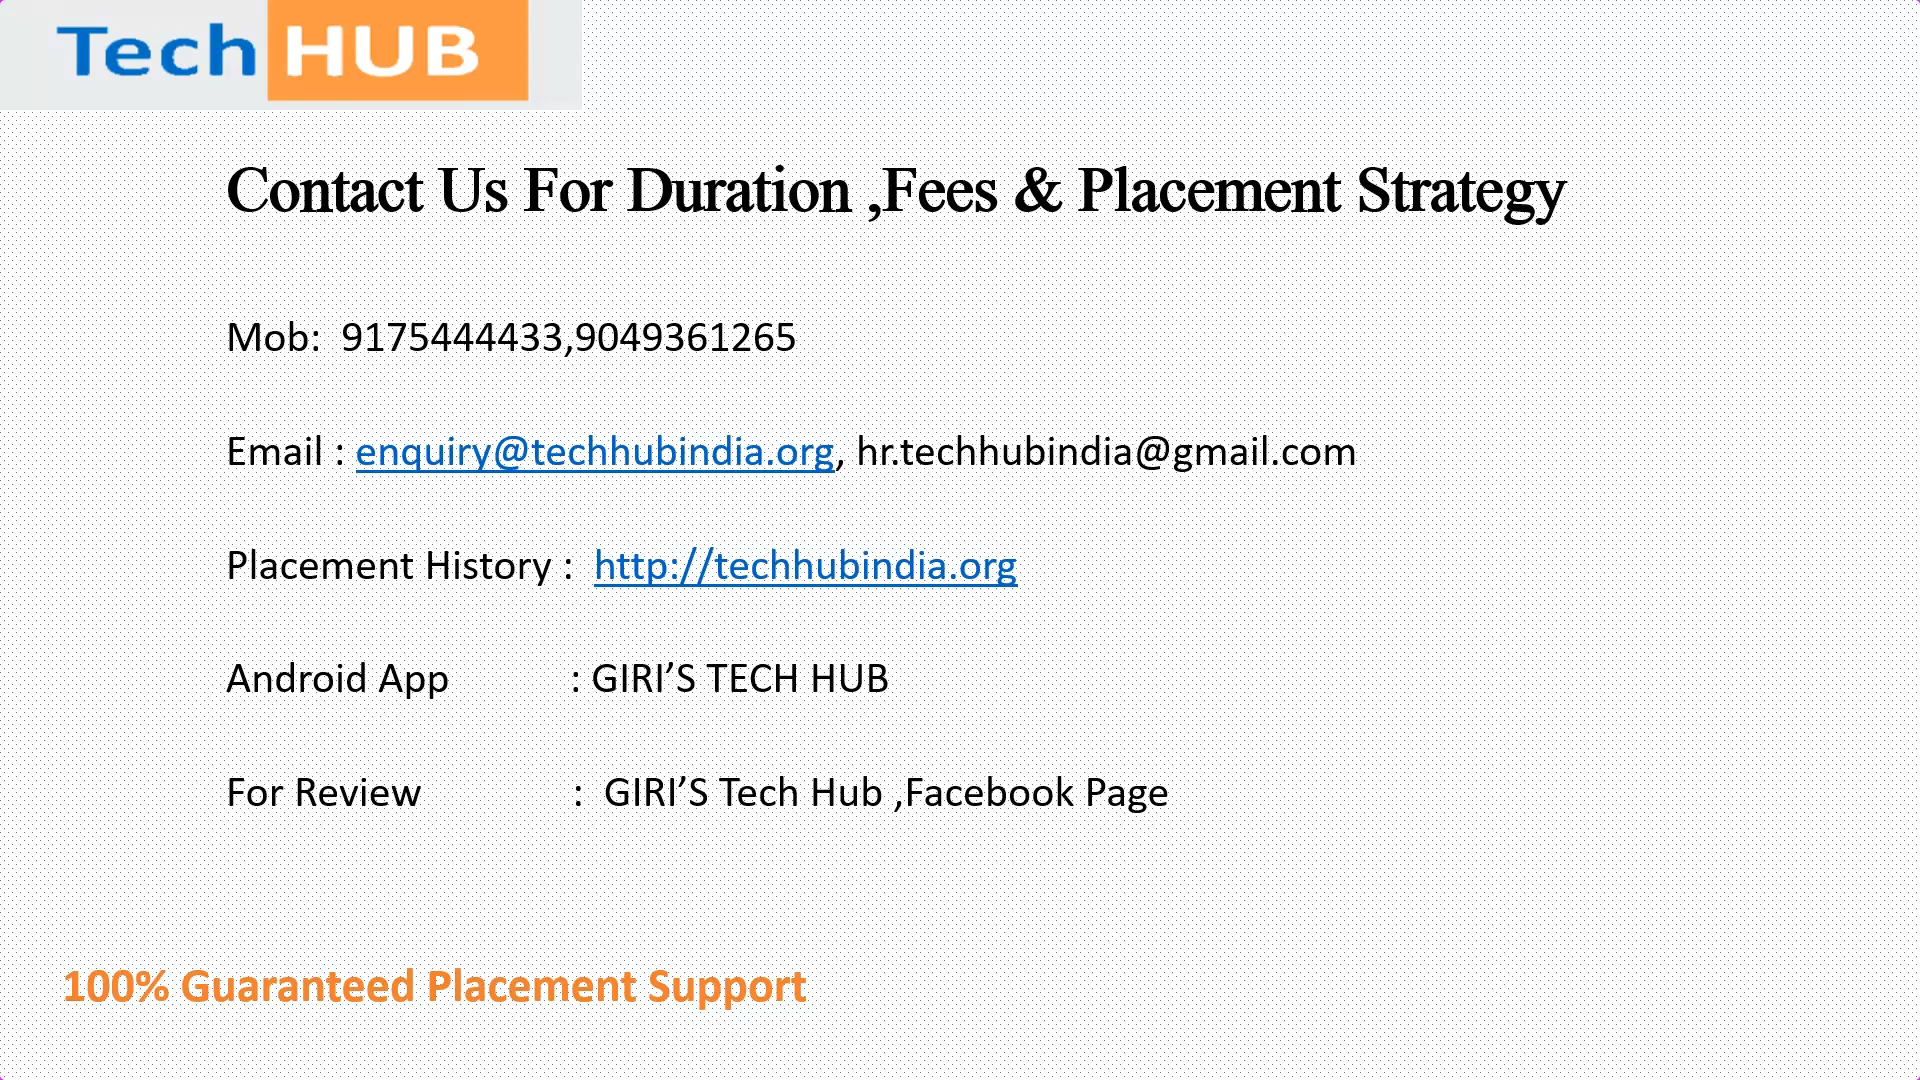 Tech HUB
Contact Us For Duration ,Fees & Placement Strategy
Mob: 9175444433,9049361265
Email : enquiry@techhubindia.org, hr.techhubindia@gmail.com
Placement History : http://techhubindia.org
Android App : GIRI’S TECH HUB
For Review : GIRI’S Tech Hub ,Facebook Page
100% Guaranteed Placement Support